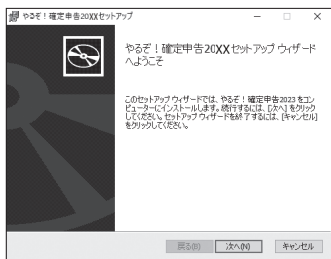 やるぞ！確定申告20XXセットアップ
やるぞ！確定申告20XXセットアップ ウィザード
へようこそ
このセットアップ ウィザードでは、やるぞ！確定申告2023 をコン
ピューターにインストールします。続行するには、[次へ] をクリック
してください。セットアップ ウィザードを終了するには、[キャンセル]
をクリックしてください。
戻る(B) 次へ(N) キャンセル